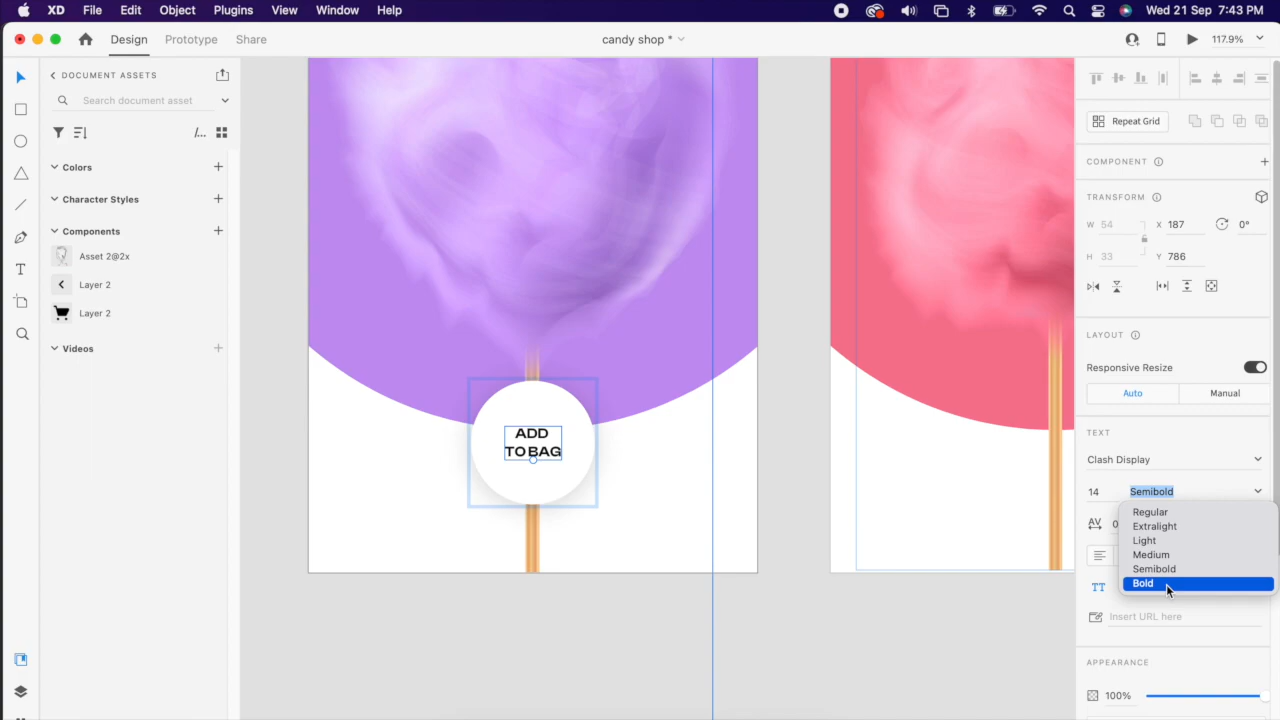 XD File Edit Object Plugins View Window Help
Wed 21 Sep 7:43 PM
Design Prototype Share
candy shop *
117.9%
DOCUMENT ASSETS
Search document asset
/...
Colors
Character Styles
Components
Asset 2@2x
Layer 2
Layer 2
Videos
ADD
TO BAG
Repeat Grid
COMPONENT
TRANSFORM
W 54 X 187 0°
H 33 Y 786
LAYOUT
Responsive Resize
Auto Manual
TEXT
Clash Display
14 Semibold
AV 0
Regular
Extralight
Light
Medium
Semibold
Bold
TT
Insert URL here
APPEARANCE
100%